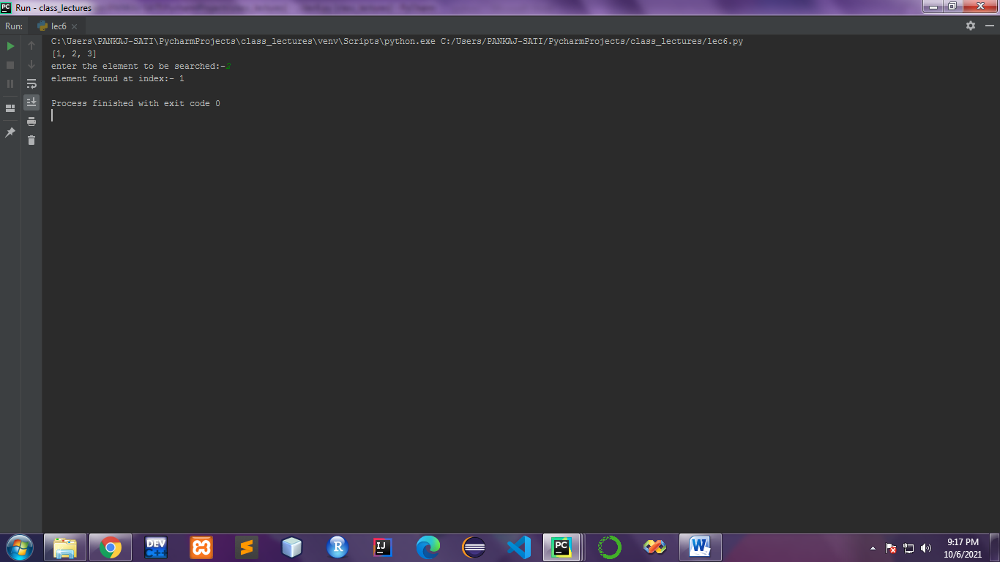 Run - class_lectures
Run:
lec6
C:\Users\PANKAJ-SATI\PycharmProjects\class_lectures\venv\Scripts\python.exe C:/Users/PANKAJ-SATI/PycharmProjects/class_lectures/lec6.py
[1, 2, 3]
enter the element to be searched:-2
element found at index:- 1
Process finished with exit code 0
DEV
C++
R
IJ
PC
W
9:17 PM
10/6/2021